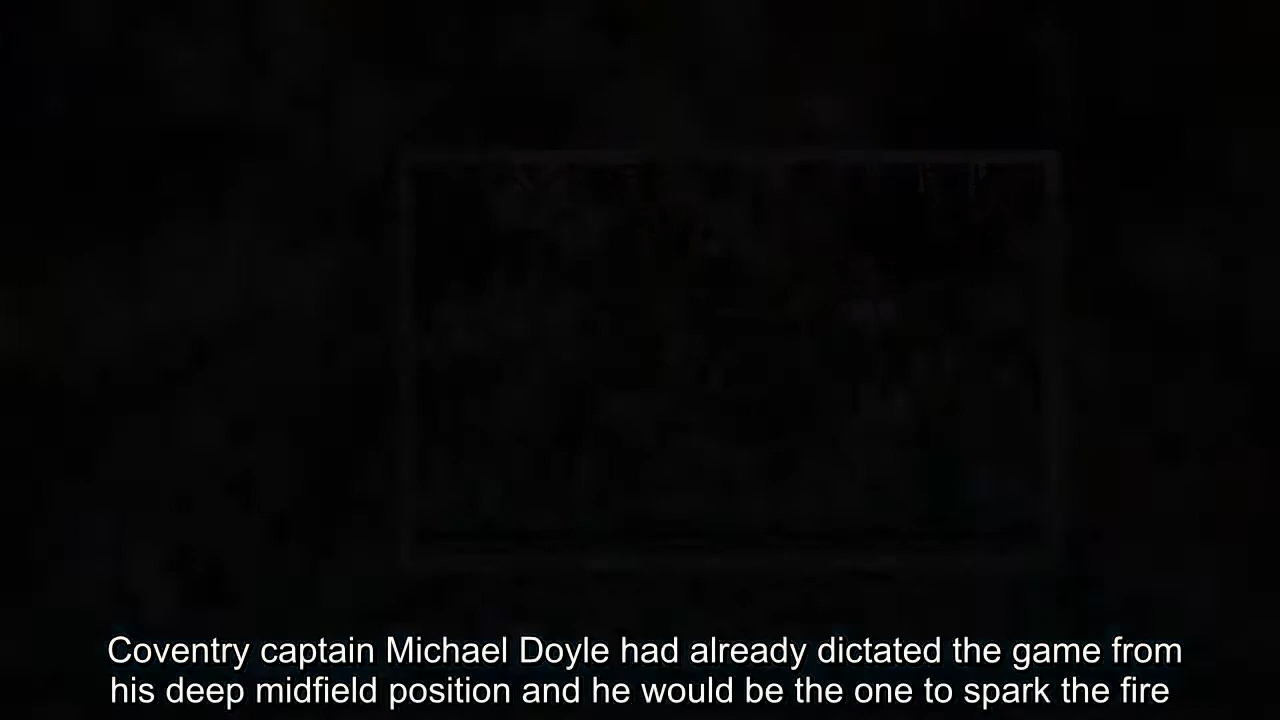 Coventry captain Michael Doyle had already dictated the game from
his deep midfield position and he would be the one to spark the fire